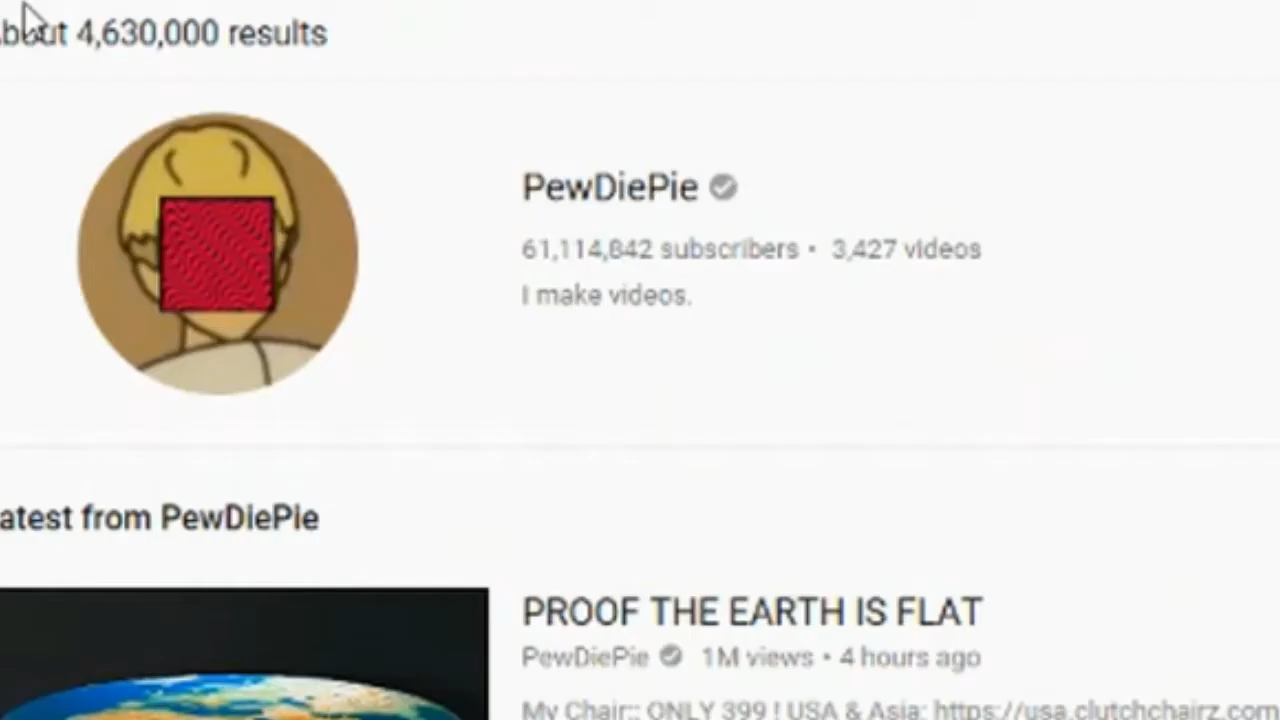 About 4,630,000 results
PewDiePie
61,114,842 subscribers • 3,427 videos
I make videos.
atest from PewDiePie
PROOF THE EARTH IS FLAT
PewDiePie 1M views • 4 hours ago
My Chair:: ONLY 399 ! USA & Asia: https://usa.clutchchairz.com